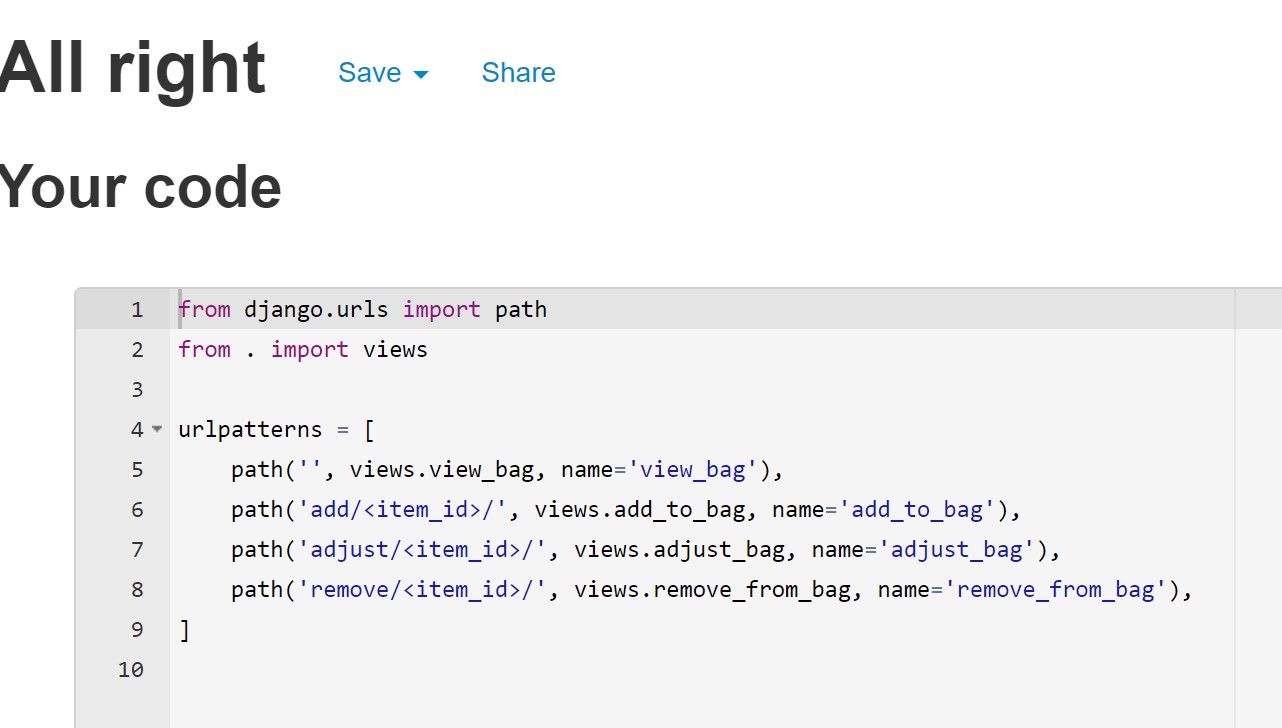 All right Save Share
Your code
1 from django.urls import path
2 from . import views
3
4 urlpatterns = [
5     path('', views.view_bag, name='view_bag'),
6     path('add/<item_id>/', views.add_to_bag, name='add_to_bag'),
7     path('adjust/<item_id>/', views.adjust_bag, name='adjust_bag'),
8     path('remove/<item_id>/', views.remove_from_bag, name='remove_from_bag'),
9 ]
10